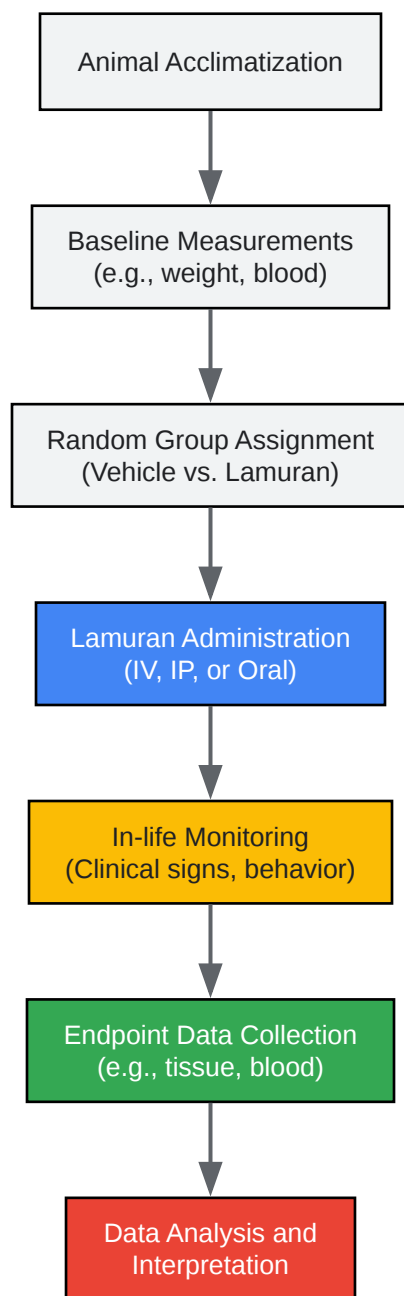 Animal Acclimatization
Baseline Measurements
(e.g., weight, blood)
Random Group Assignment
(Vehicle vs. Lamuran)
Lamuran Administration
(IV, IP, or Oral)
In-life Monitoring
(Clinical signs, behavior)
Endpoint Data Collection
(e.g., tissue, blood)
Data Analysis and
Interpretation